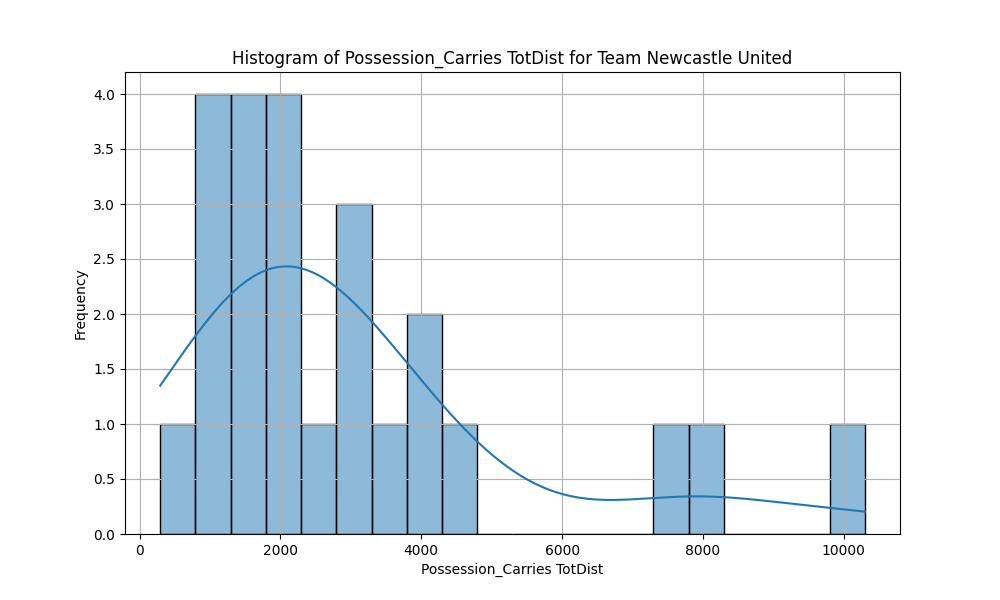 Histogram of Possession_Carries TotDist for Team Newcastle United
4.0
3.5
3.0
2.5
2.0
1.5
1.0
0.5
0.0
Frequency
0 2000 4000 6000 8000 10000
Possession_Carries TotDist